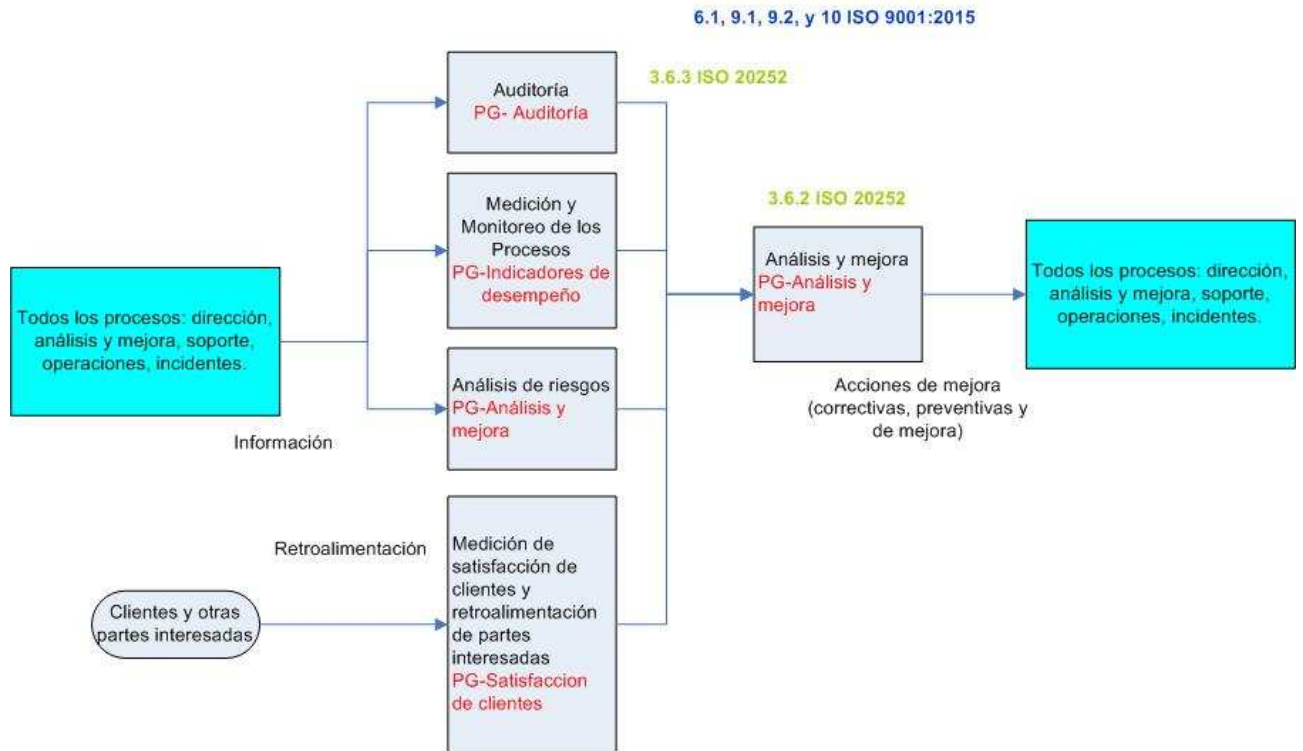 6.1, 9.1, 9.2, y 10 ISO 9001:2015
3.6.3 ISO 20252
Auditoría
PG- Auditoría
Medición y
Monitoreo de los
Procesos
PG-Indicadores de
desempeño
3.6.2 ISO 20252
Análisis y mejora
PG-Análisis y
mejora
Todos los procesos: dirección,
análisis y mejora, soporte,
operaciones, incidentes.
Todos los procesos: dirección,
análisis y mejora, soporte,
operaciones, incidentes.
Análisis de riesgos
PG-Análisis y
mejora
Acciones de mejora
(correctivas, preventivas y
de mejora)
Información
Retroalimentación
Medición de
satisfacción de
clientes y
retroalimentación
de partes
interesadas
PG-Satisfaccion
de clientes
Clientes y otras
partes interesadas